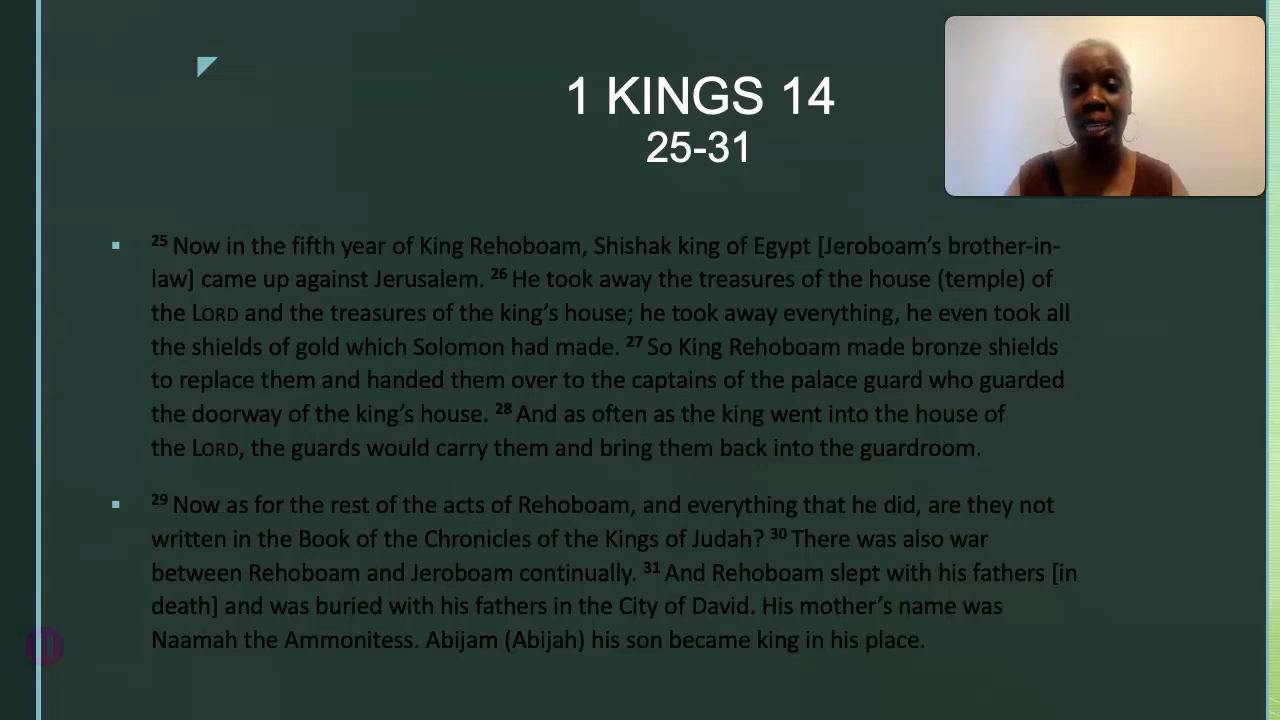 1 KINGS 14
25-31
25 Now in the fifth year of King Rehoboam, Shishak king of Egypt [Jeroboam’s brother-in-
law] came up against Jerusalem. 26 He took away the treasures of the house (temple) of
the LORD and the treasures of the king’s house; he took away everything, he even took all
the shields of gold which Solomon had made. 27 So King Rehoboam made bronze shields
to replace them and handed them over to the captains of the palace guard who guarded
the doorway of the king’s house. 28 And as often as the king went into the house of
the LORD, the guards would carry them and bring them back into the guardroom.
29 Now as for the rest of the acts of Rehoboam, and everything that he did, are they not
written in the Book of the Chronicles of the Kings of Judah? 30 There was also war
between Rehoboam and Jeroboam continually. 31 And Rehoboam slept with his fathers [in
death] and was buried with his fathers in the City of David. His mother’s name was
Naamah the Ammonitess. Abijam (Abijah) his son became king in his place.